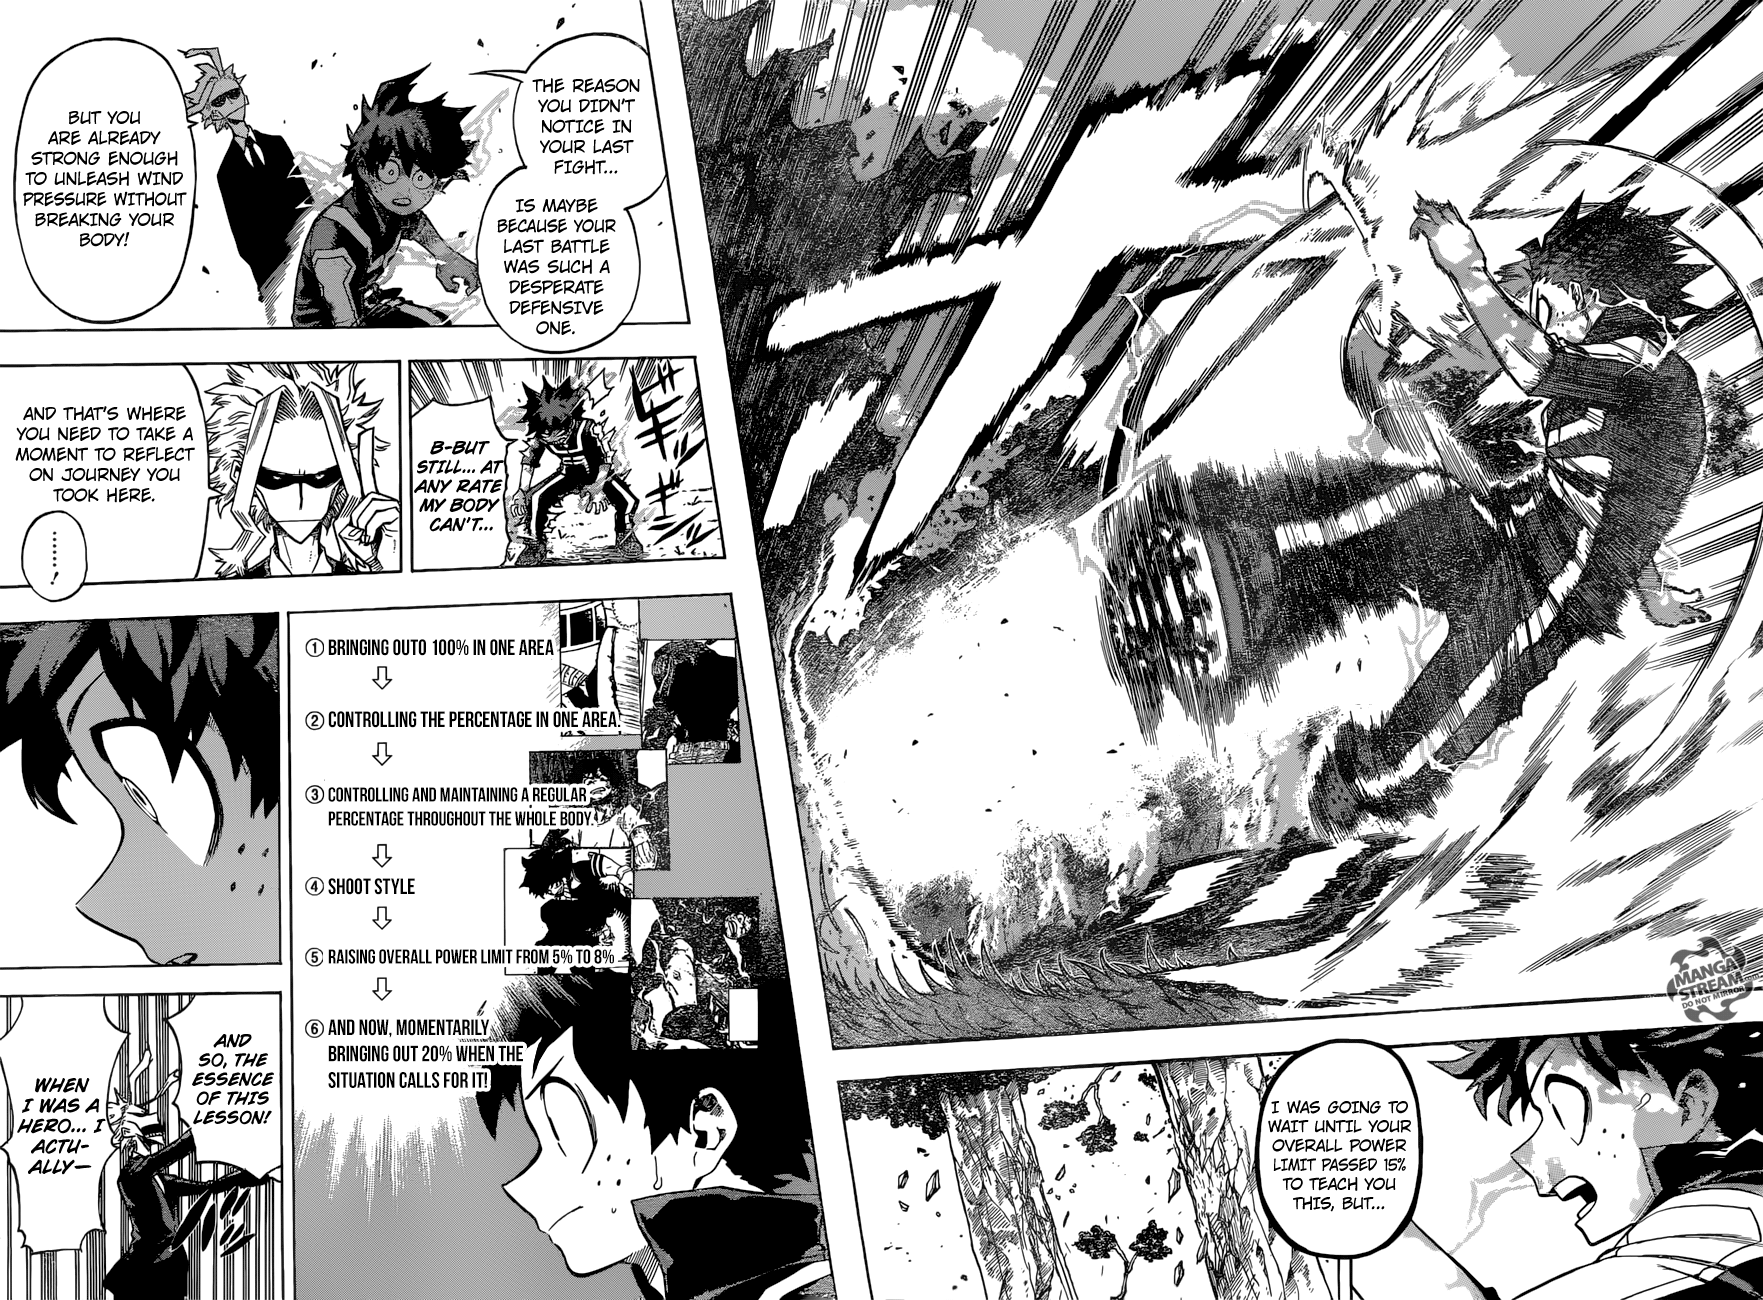 I WAS GOING TO
WAIT UNTIL YOUR
OVERALL POWER
LIMIT PASSED 15%
TO TEACH YOU
THIS, BUT...
THE REASON
YOU DIDN'T
NOTICE IN
YOUR LAST
FIGHT...
IS MAYBE
BECAUSE YOUR
LAST BATTLE
WAS SUCH A
DESPERATE
DEFENSIVE
ONE.
BUT YOU
ARE ALREADY
STRONG ENOUGH
TO UNLEASH WIND
PRESSURE WITHOUT
BREAKING YOUR
BODY!
B-BUT
STILL... AT
ANY RATE
MY BODY
CAN'T...
AND THAT'S WHERE
YOU NEED TO TAKE A
MOMENT TO REFLECT
ON JOURNEY YOU
TOOK HERE.
.........!
① BRINGING OUTO 100% IN ONE AREA
⇩
② CONTROLLING THE PERCENTAGE IN ONE AREA!
⇩
③ CONTROLLING AND MAINTAINING A REGULAR
PERCENTAGE THROUGHOUT THE WHOLE BODY.
⇩
④ SHOOT STYLE
⇩
⑤ RAISING OVERALL POWER LIMIT FROM 5% TO 8%
⇩
⑥ AND NOW, MOMENTARILY
BRINGING OUT 20% WHEN THE
SITUATION CALLS FOR IT!
AND
SO, THE
ESSENCE
OF THIS
LESSON!
WHEN
I WAS A
HERO... I
ACTU-
ALLY—
MANGA
STREAM
DO NOT MIRROR